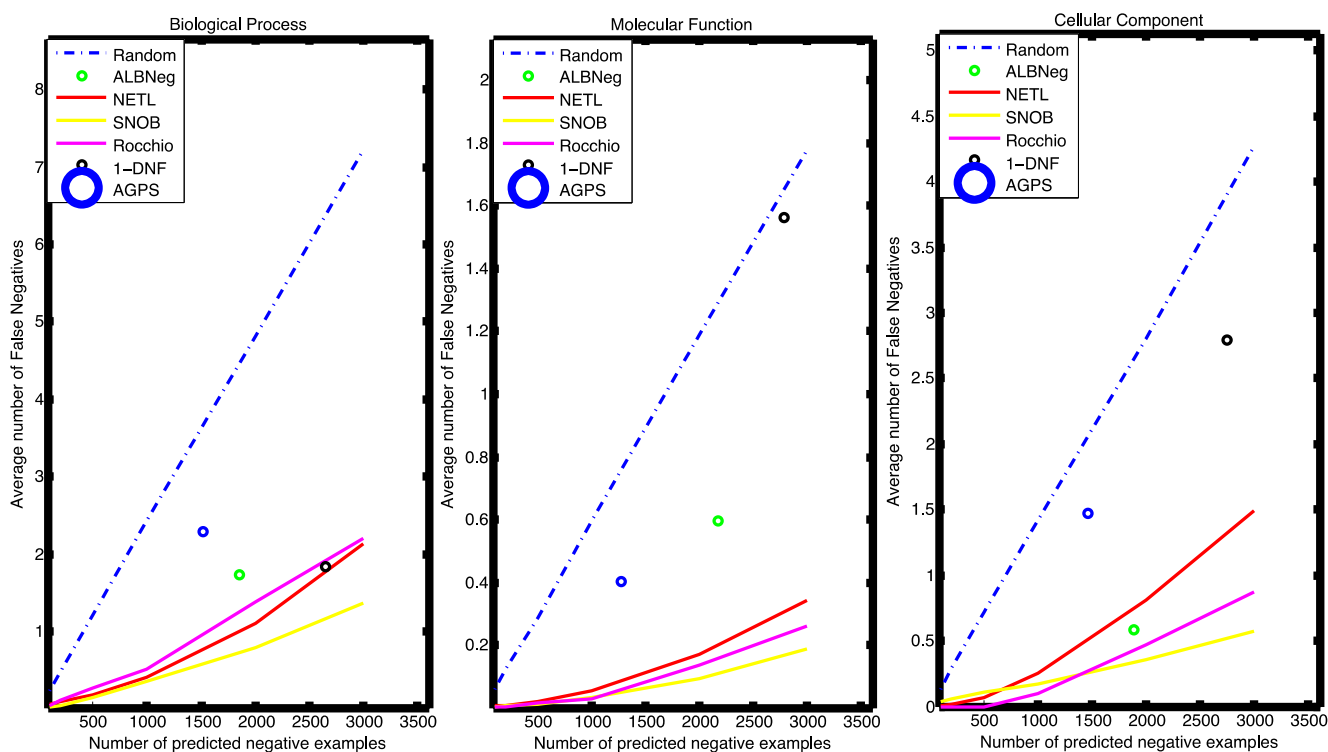 Biological Process
Random
ALBNeg
NETL
SNOB
Rocchio
1-DNF
AGPS
8
7
6
5
4
3
2
1
500 1000 1500 2000 2500 3000 3500
Average number of False Negatives
Number of predicted negative examples
Molecular Function
Random
ALBNeg
NETL
SNOB
Rocchio
1-DNF
AGPS
2
1.8
1.6
1.4
1.2
1
0.8
0.6
0.4
0.2
500 1000 1500 2000 2500 3000 3500
Average number of False Negatives
Number of predicted negative examples
Cellular Component
Random
ALBNeg
NETL
SNOB
Rocchio
1-DNF
AGPS
5
4.5
4
3.5
3
2.5
2
1.5
1
0.5
0
500 1000 1500 2000 2500 3000 3500
Average number of False Negatives
Number of predicted negative examples